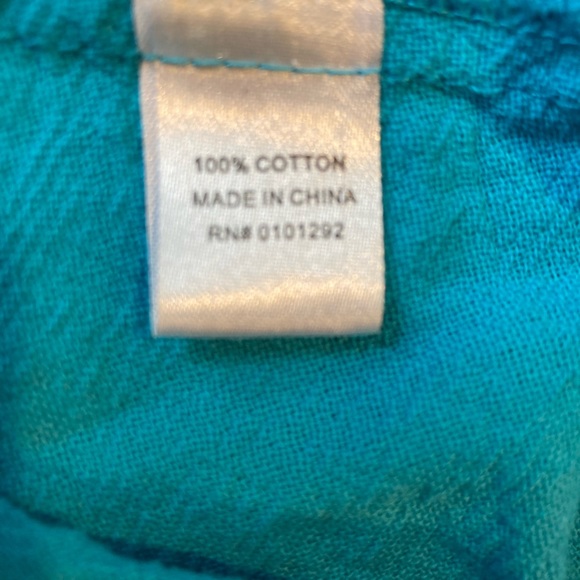 100% COTTON
MADE IN CHINA
RN# 0101292